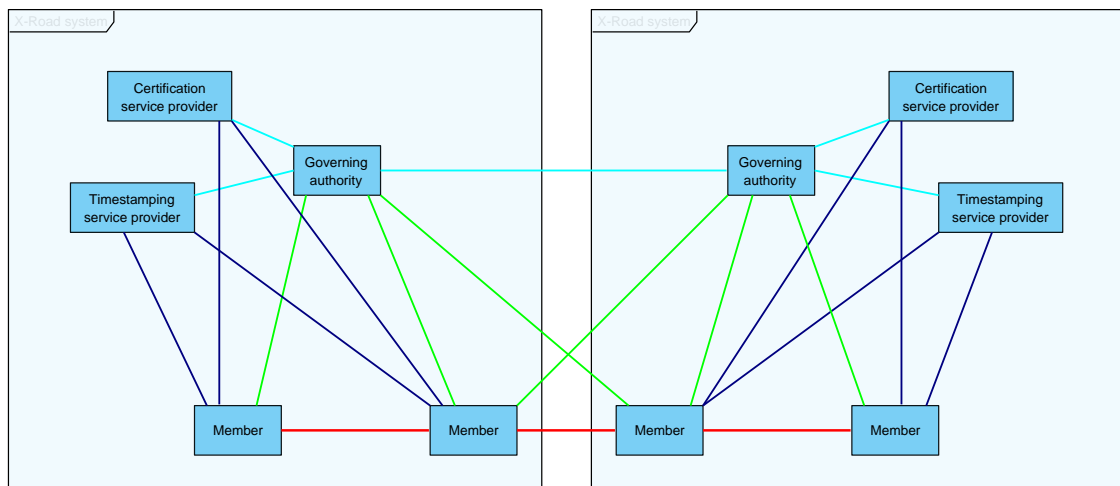 X-Road system
X-Road system
Certification
service provider
Certification
service provider
Governing
authority
Governing
authority
Timestamping
service provider
Timestamping
service provider
Member
Member
Member
Member